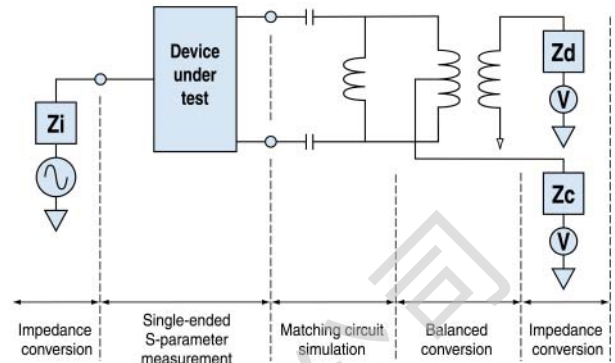 Device
under
test
Zi
Zd
V
Zc
V
Impedance
conversion
Single-ended
S-parameter
measurement
Matching circuit
simulation
Balanced
conversion
Impedance
conversion
司